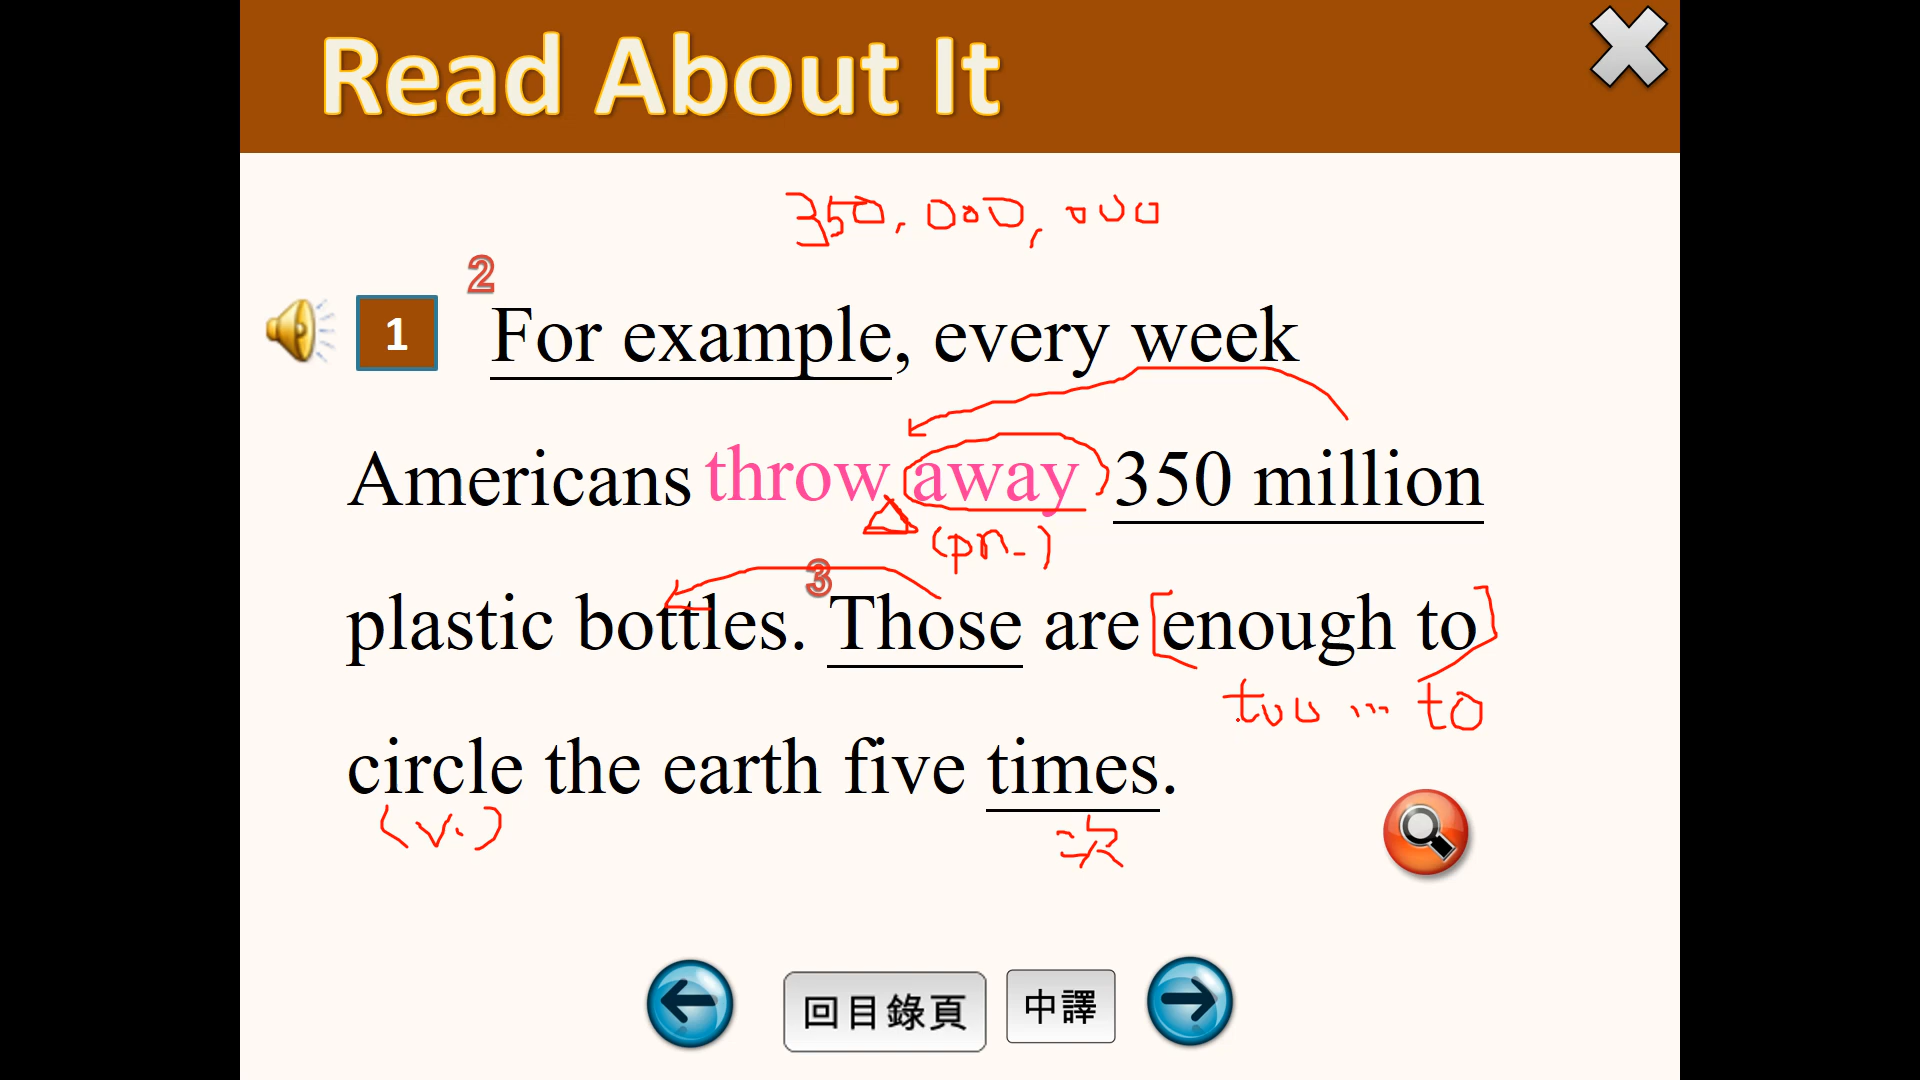 Read About It
350,000,000
2
1 For example, every week
Americans throw away 350 million
(pn.)
3
plastic bottles. Those are [enough to]
too ... to
circle the earth five times.
(v.) 次
回目錄頁 中譯